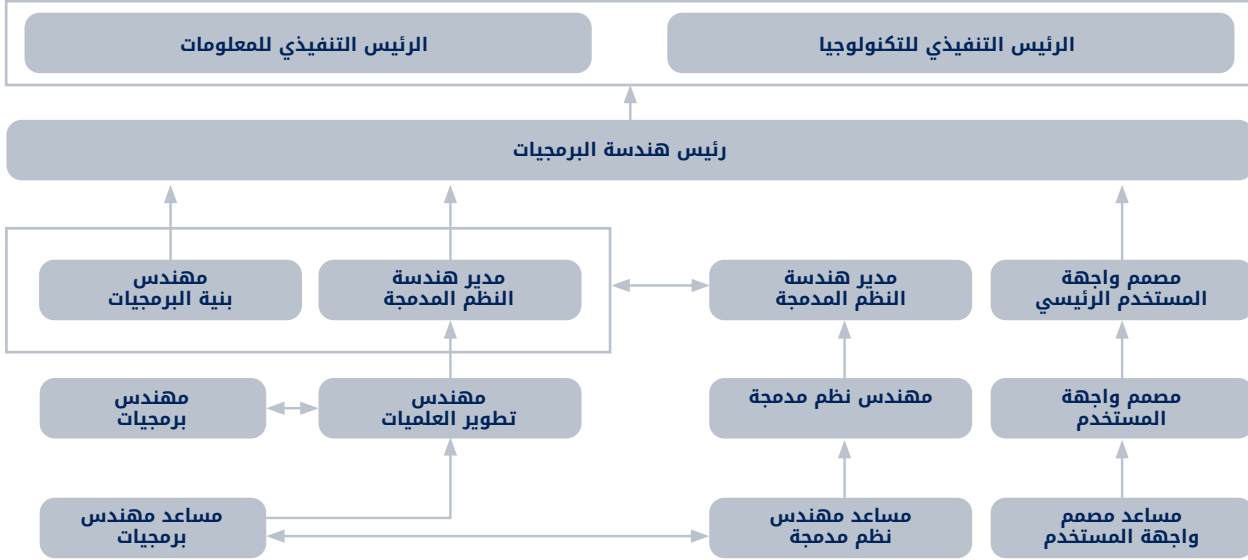 الرئيس التنفيذي للتكنولوجيا
الرئيس التنفيذي للمعلومات
رئيس هندسة البرمجيات
مصمم واجهة
المستخدم الرئيسي
مدير هندسة
النظم المدمجة
مدير هندسة
النظم المدمجة
مهندس
بنية البرمجيات
مصمم واجهة
المستخدم
مهندس نظم مدمجة
مهندس
تطوير العلميات
مهندس
برمجيات
مساعد مصمم
واجهة المستخدم
مساعد مهندس
نظم مدمجة
مساعد مهندس
برمجيات